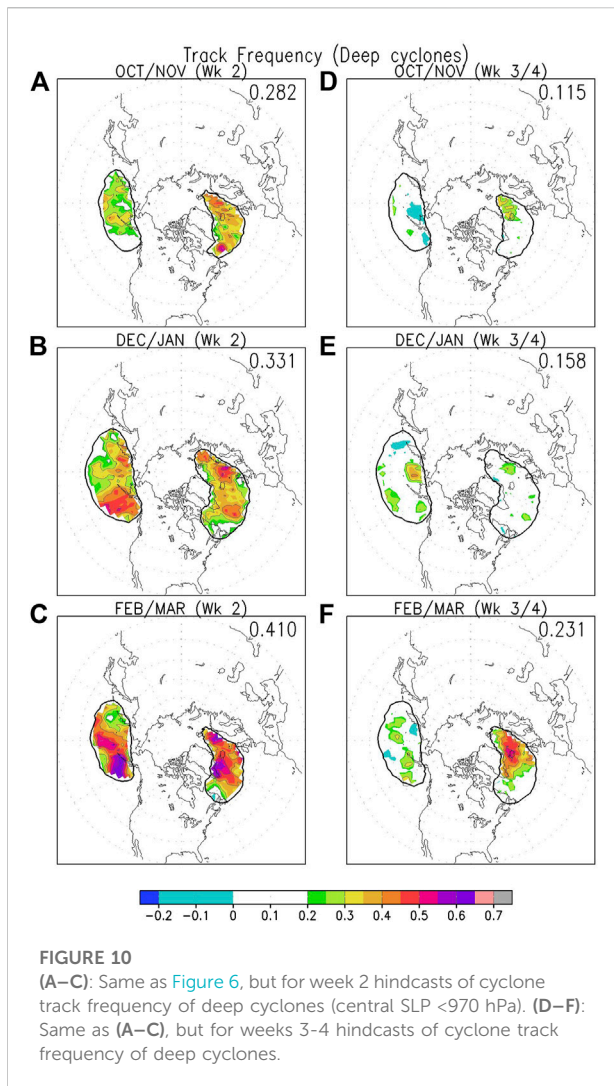 Track Frequency (Deep cyclones)
A OCT/NOV (Wk 2)
0.282
D OCT/NOV (Wk 3/4)
0.115
B DEC/JAN (Wk 2)
0.331
E DEC/JAN (Wk 3/4)
0.158
C FEB/MAR (Wk 2)
0.410
F FEB/MAR (Wk 3/4)
0.231
-0.2 -0.1 0 0.1 0.2 0.3 0.4 0.5 0.6 0.7
FIGURE 10
(A–C): Same as Figure 6, but for week 2 hindcasts of cyclone
track frequency of deep cyclones (central SLP <970 hPa). (D–F):
Same as (A–C), but for weeks 3-4 hindcasts of cyclone track
frequency of deep cyclones.